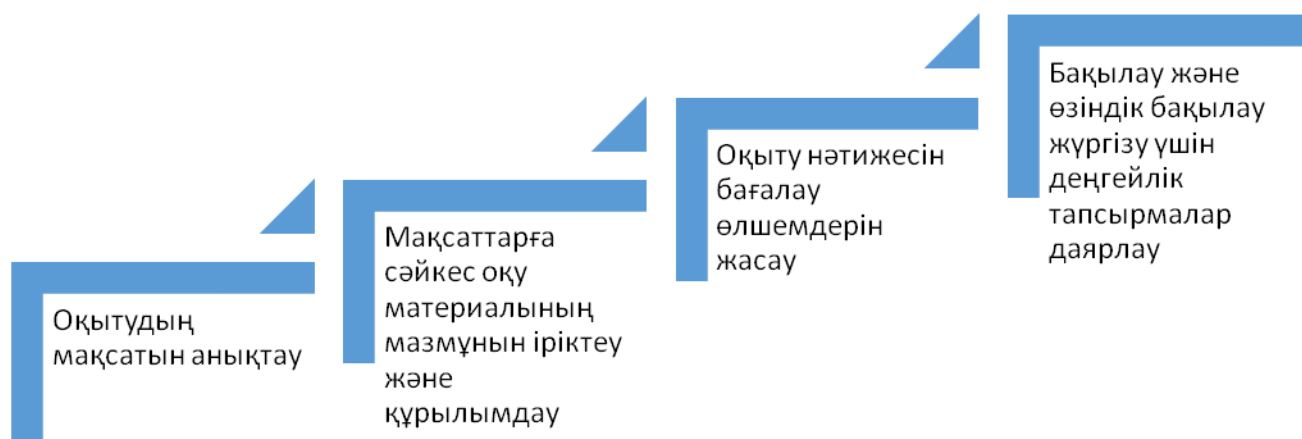 Оқытудың
мақсатын анықтау
Мақсаттарға
сәйкес оқу
материалының
мазмұнын іріктеу
және
құрылымдау
Оқыту нәтижесін
бағалау
өлшемдерін
жасау
Бақылау және
өзіндік бақылау
жүргізу үшін
деңгейлік
тапсырмалар
даярлау